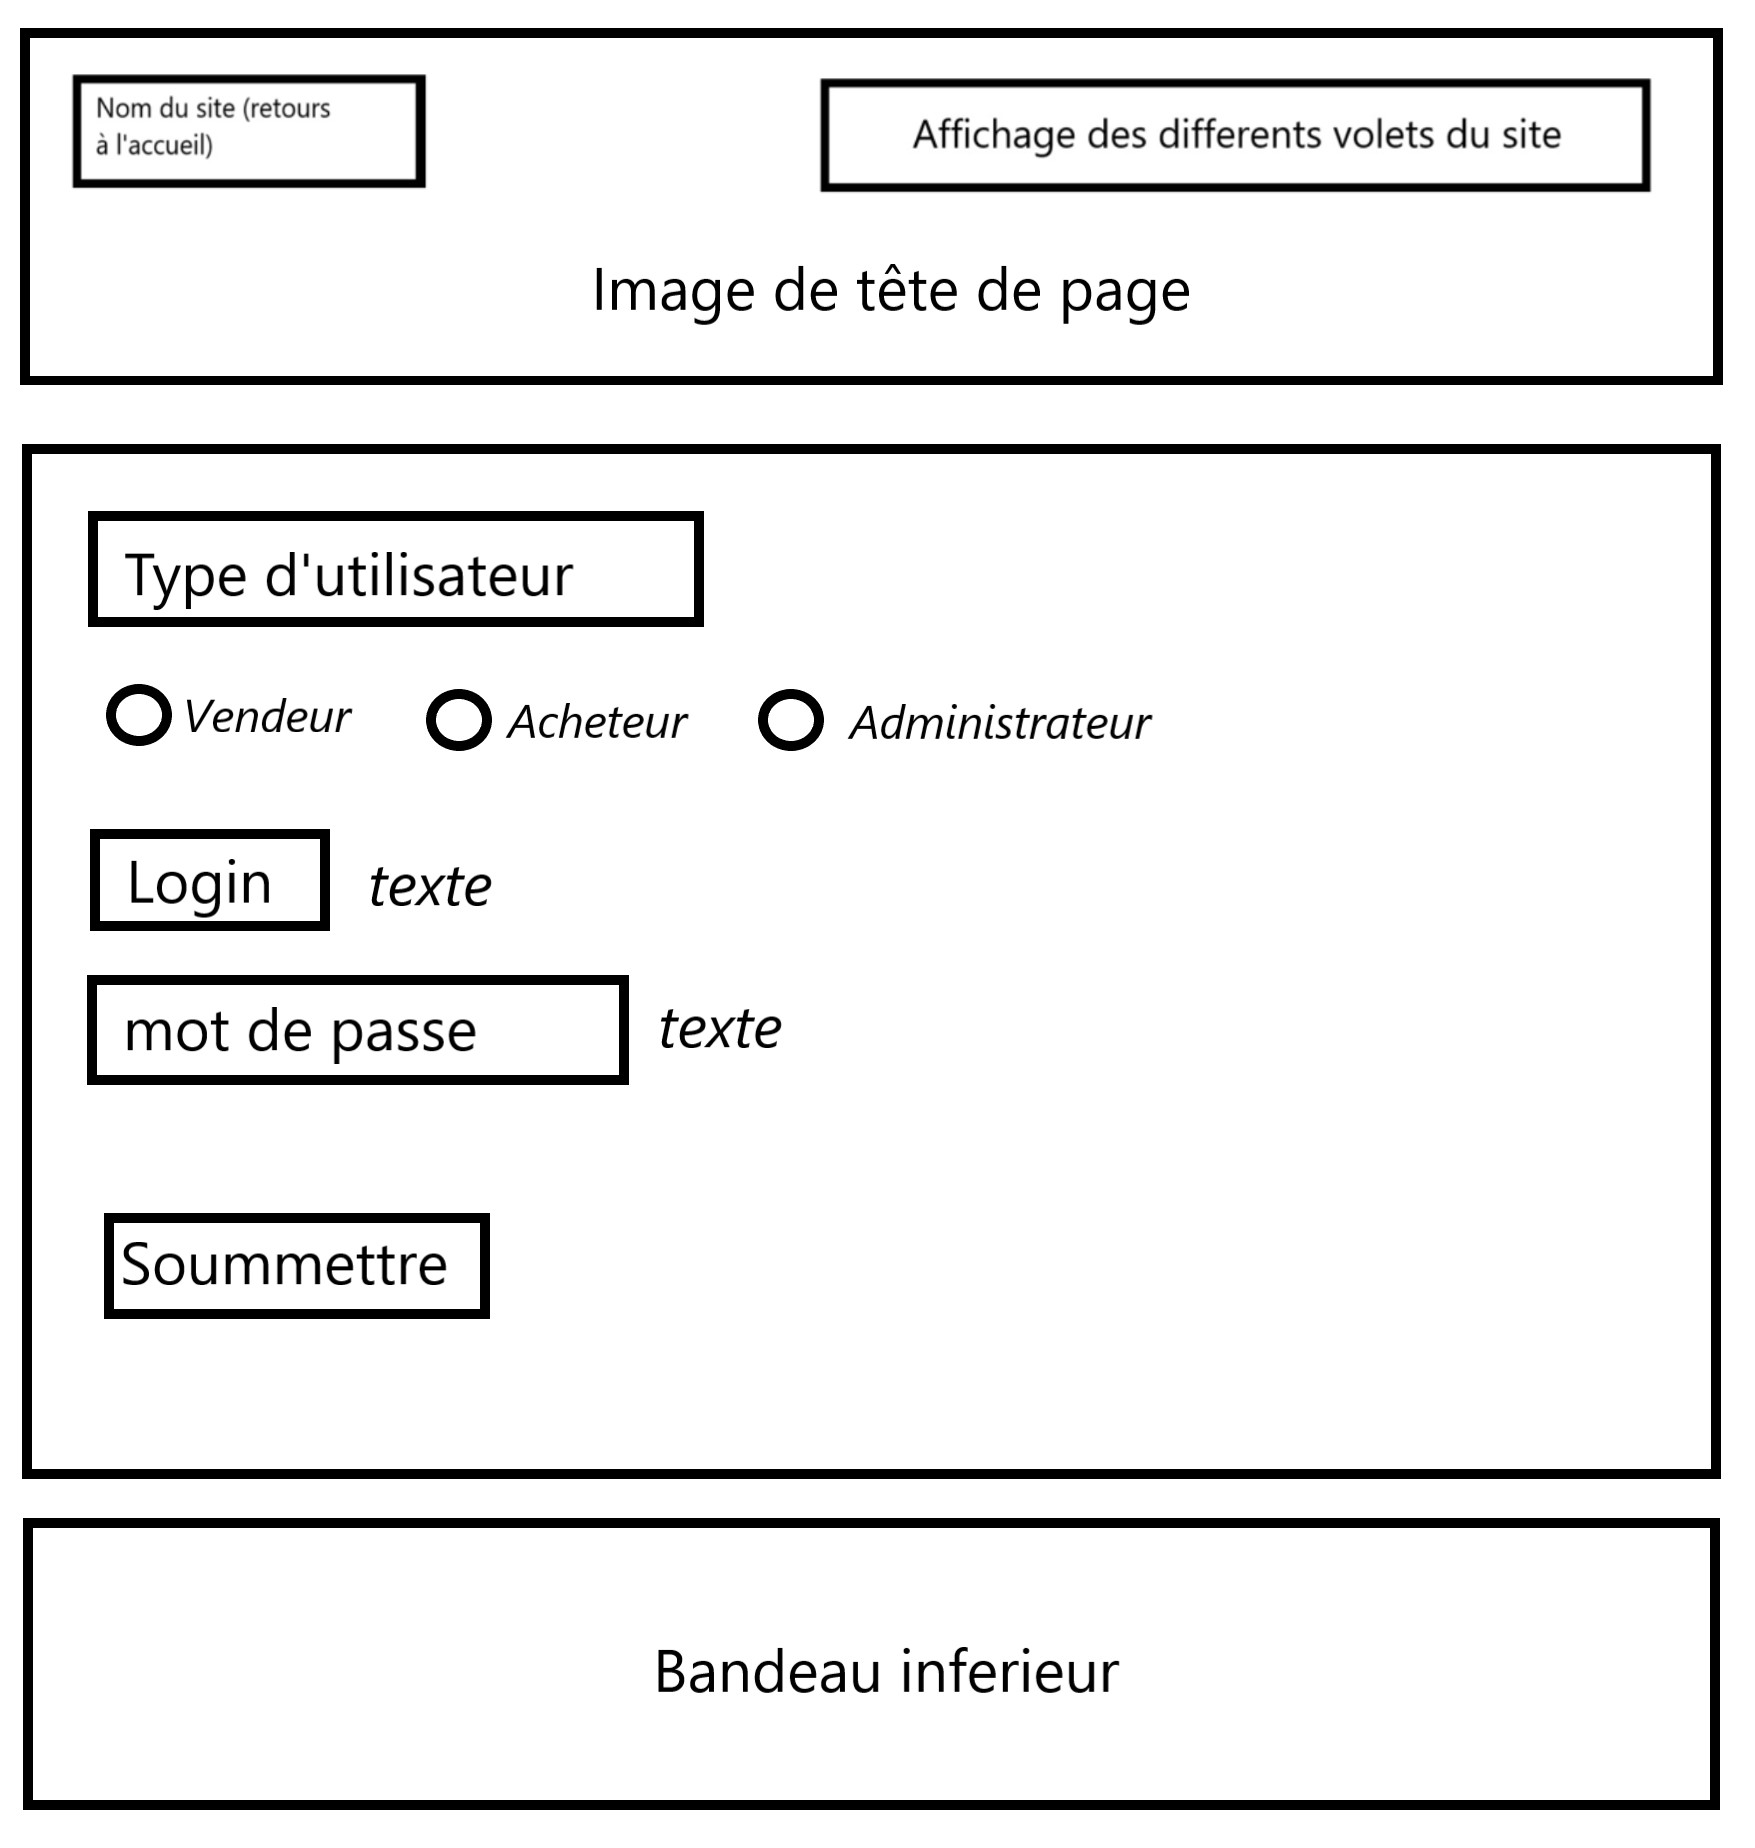 Nom du site (retours
à l'accueil)
Affichage des differents volets du site
Image de tête de page
Type d'utilisateur
Vendeur Acheteur Administrateur
Login texte
mot de passe texte
Soummettre
Bandeau inferieur